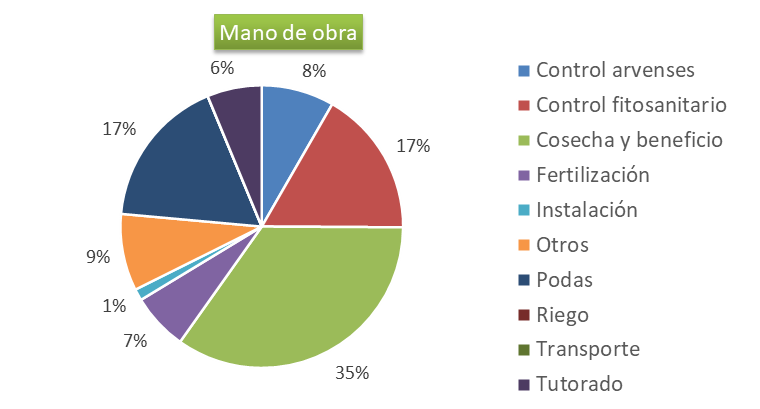 Mano de obra
6%
8%
17%
17%
9%
1%
7%
35%
Control arvenses
Control fitosanitario
Cosecha y beneficio
Fertilización
Instalación
Otros
Podas
Riego
Transporte
Tutorado